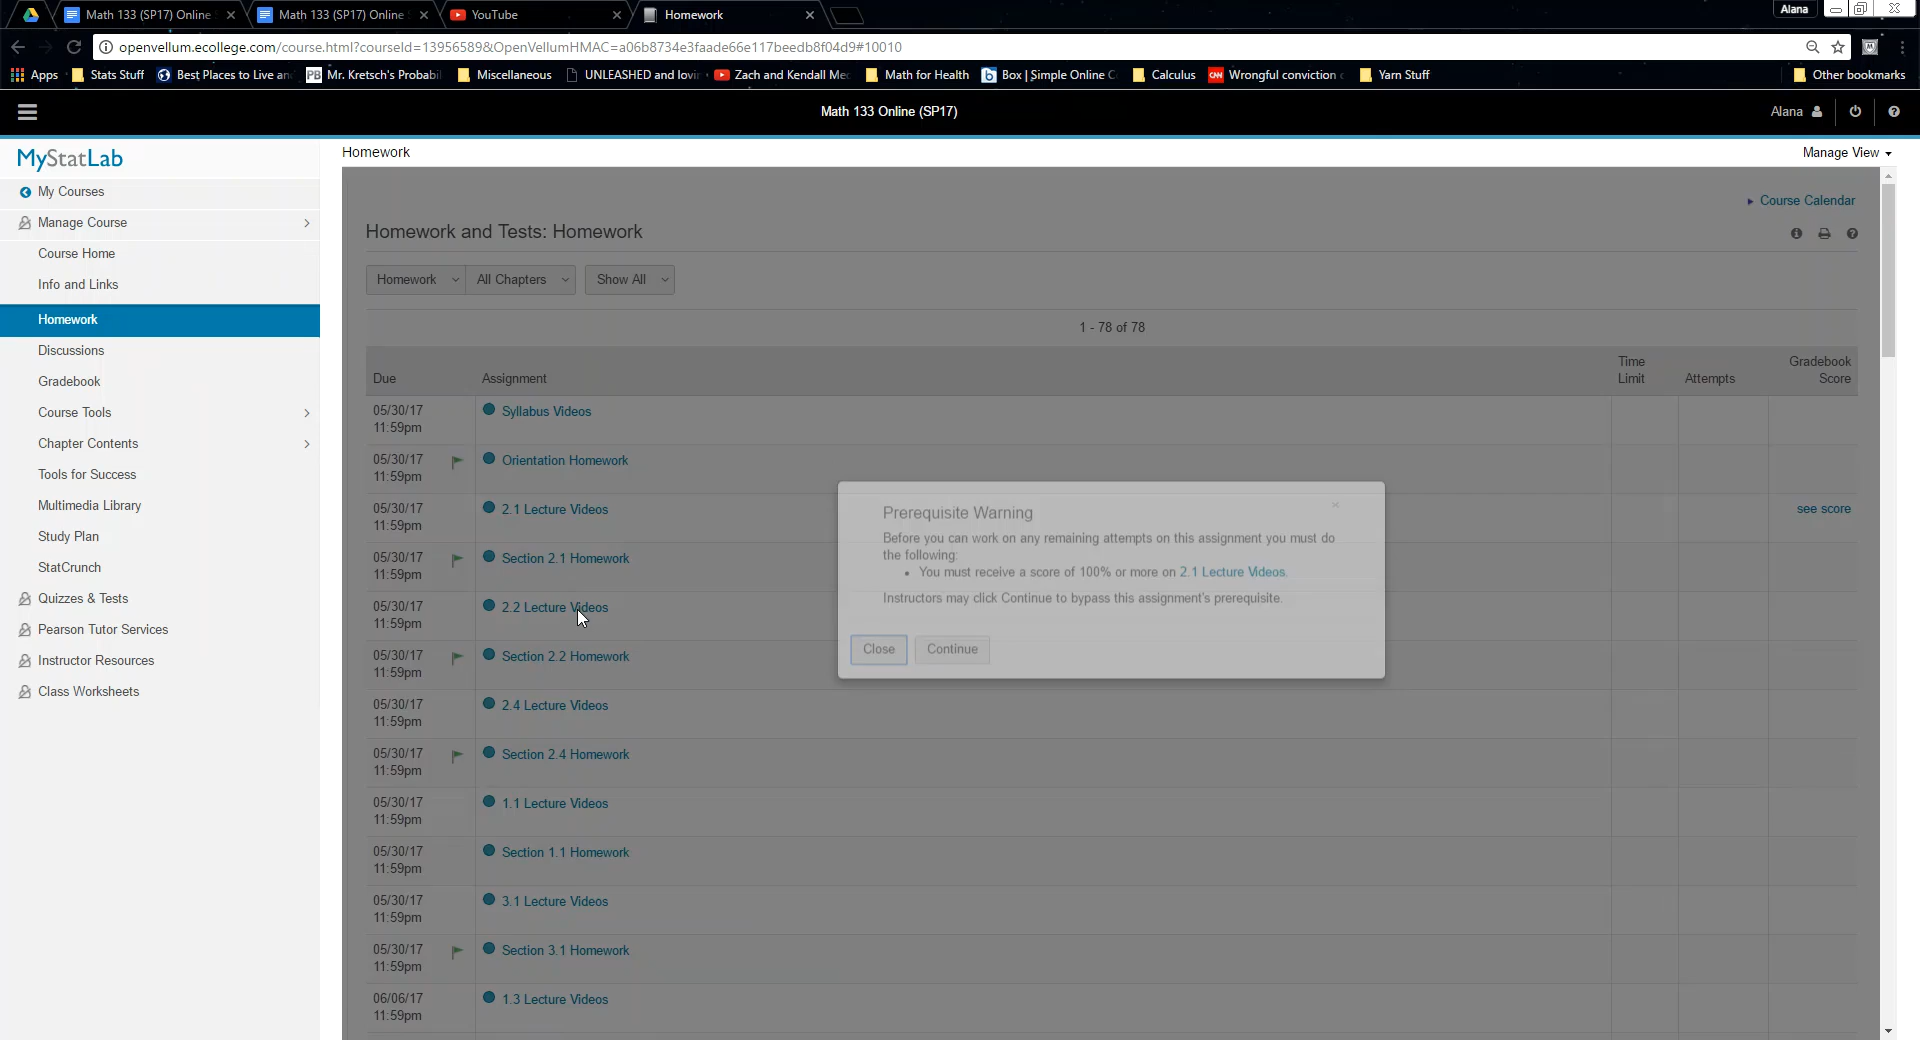 Math 133 (SP17) Online
Math 133 (SP17) Online
YouTube
Homework
Alana
openvellum.ecollege.com/course.html?courseId=13956589&OpenVellumHMAC=a06b8734e3faade66e117beedb8f04d9#10010
Apps
Stats Stuff
Best Places to Live an
Mr. Kretsch's Probabil
Miscellaneous
UNLEASHED and lovin
Zach and Kendall Mec
Math for Health
Box | Simple Online C
Calculus
Wrongful conviction
Yarn Stuff
Other bookmarks
Math 133 Online (SP17)
Alana
MyStatLab
Homework
Manage View
My Courses
Manage Course
Course Home
Info and Links
Homework
Discussions
Gradebook
Course Tools
Chapter Contents
Tools for Success
Multimedia Library
Study Plan
StatCrunch
Quizzes & Tests
Pearson Tutor Services
Instructor Resources
Class Worksheets
Course Calendar
Homework and Tests: Homework
Homework
All Chapters
Show All
1 - 78 of 78
Due
Assignment
Time Limit
Attempts
Gradebook Score
05/30/17 11:59pm
Syllabus Videos
05/30/17 11:59pm
Orientation Homework
05/30/17 11:59pm
2.1 Lecture Videos
see score
05/30/17 11:59pm
Section 2.1 Homework
05/30/17 11:59pm
2.2 Lecture Videos
05/30/17 11:59pm
Section 2.2 Homework
05/30/17 11:59pm
2.4 Lecture Videos
05/30/17 11:59pm
Section 2.4 Homework
05/30/17 11:59pm
1.1 Lecture Videos
05/30/17 11:59pm
Section 1.1 Homework
05/30/17 11:59pm
3.1 Lecture Videos
05/30/17 11:59pm
Section 3.1 Homework
06/06/17 11:59pm
1.3 Lecture Videos
Prerequisite Warning
Before you can work on any remaining attempts on this assignment you must do
the following:
• You must receive a score of 100% or more on 2.1 Lecture Videos.
Instructors may click Continue to bypass this assignment's prerequisite.
Close
Continue